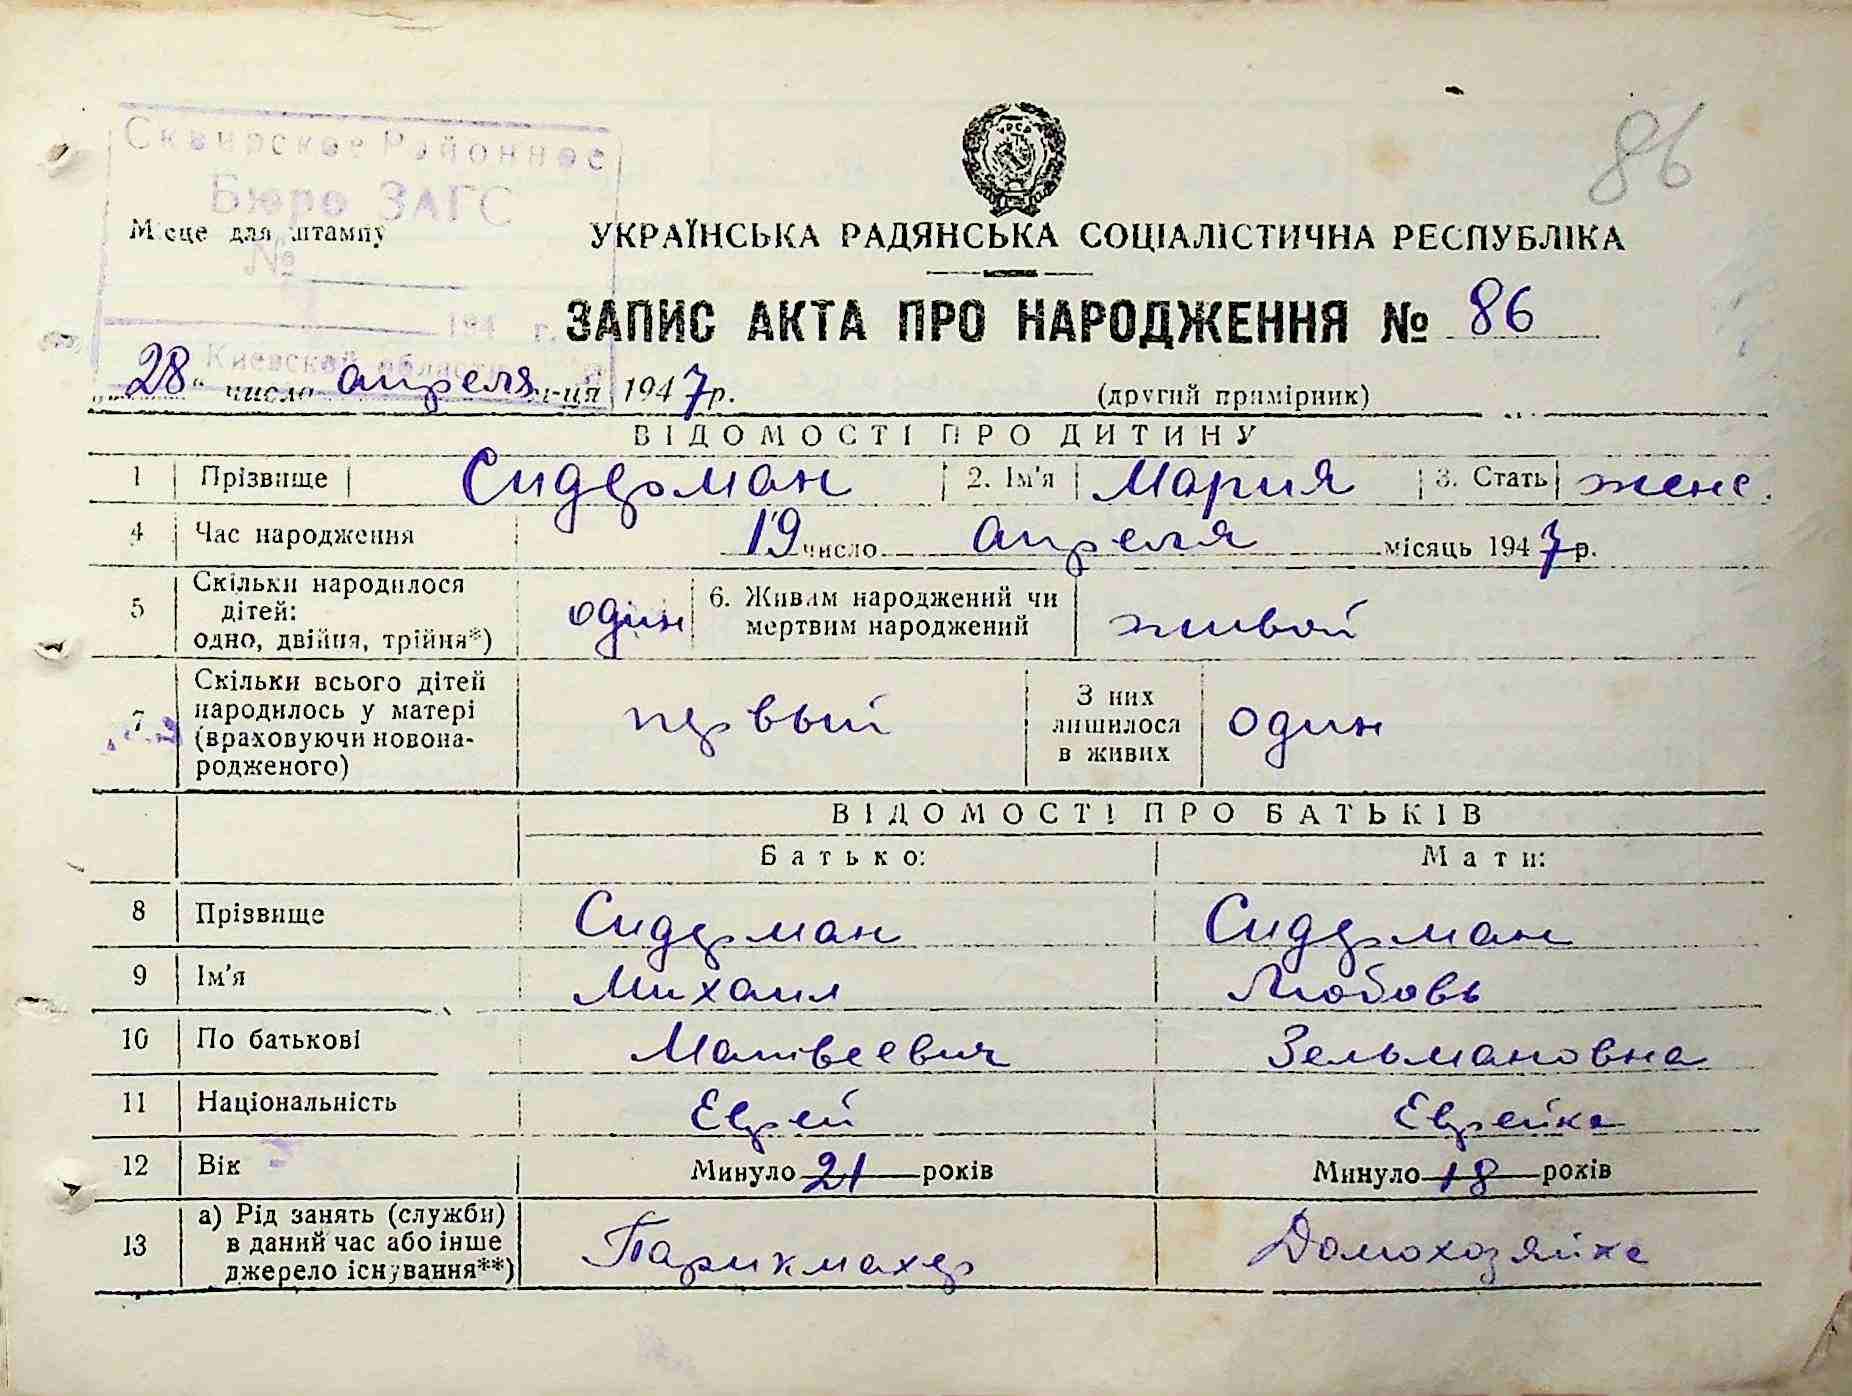 86
Сквирское Районное
Бюро ЗАГС
Місце для штампу
№
194 г.
Киевской области
УКРАЇНСЬКА РАДЯНСЬКА СОЦІАЛІСТИЧНА РЕСПУБЛІКА
ЗАПИС АКТА ПРО НАРОДЖЕННЯ № 86
„28“ число апреля м-ця 1947 р.
(другий примірник)
ВІДОМОСТІ ПРО ДИТИНУ
1 Прізвище Сидерман 2. Ім'я Мария 3. Стать женс.
4 Час народження 19 число апреля місяць 1947 р.
5 Скільки народилося
дітей:
одно, двійня, трійня*) один
6. Живим народжений чи
мертвим народжений живой
7 Скільки всього дітей
народилось у матері
(враховуючи новона-
родженого) первый
З них
лишилося
в живих один
ВІДОМОСТІ ПРО БАТЬКІВ
Батько: Мати:
8 Прізвище Сидерман Сидерман
9 Ім'я Михаил Любовь
10 По батькові Матвеевич Зельмановна
11 Національність Еврей Еврейка
12 Вік Минуло 21 років Минуло 18 років
13 а) Рід занять (служби)
в даний час або інше
джерело існування**) Парикмахер Домохозяйка